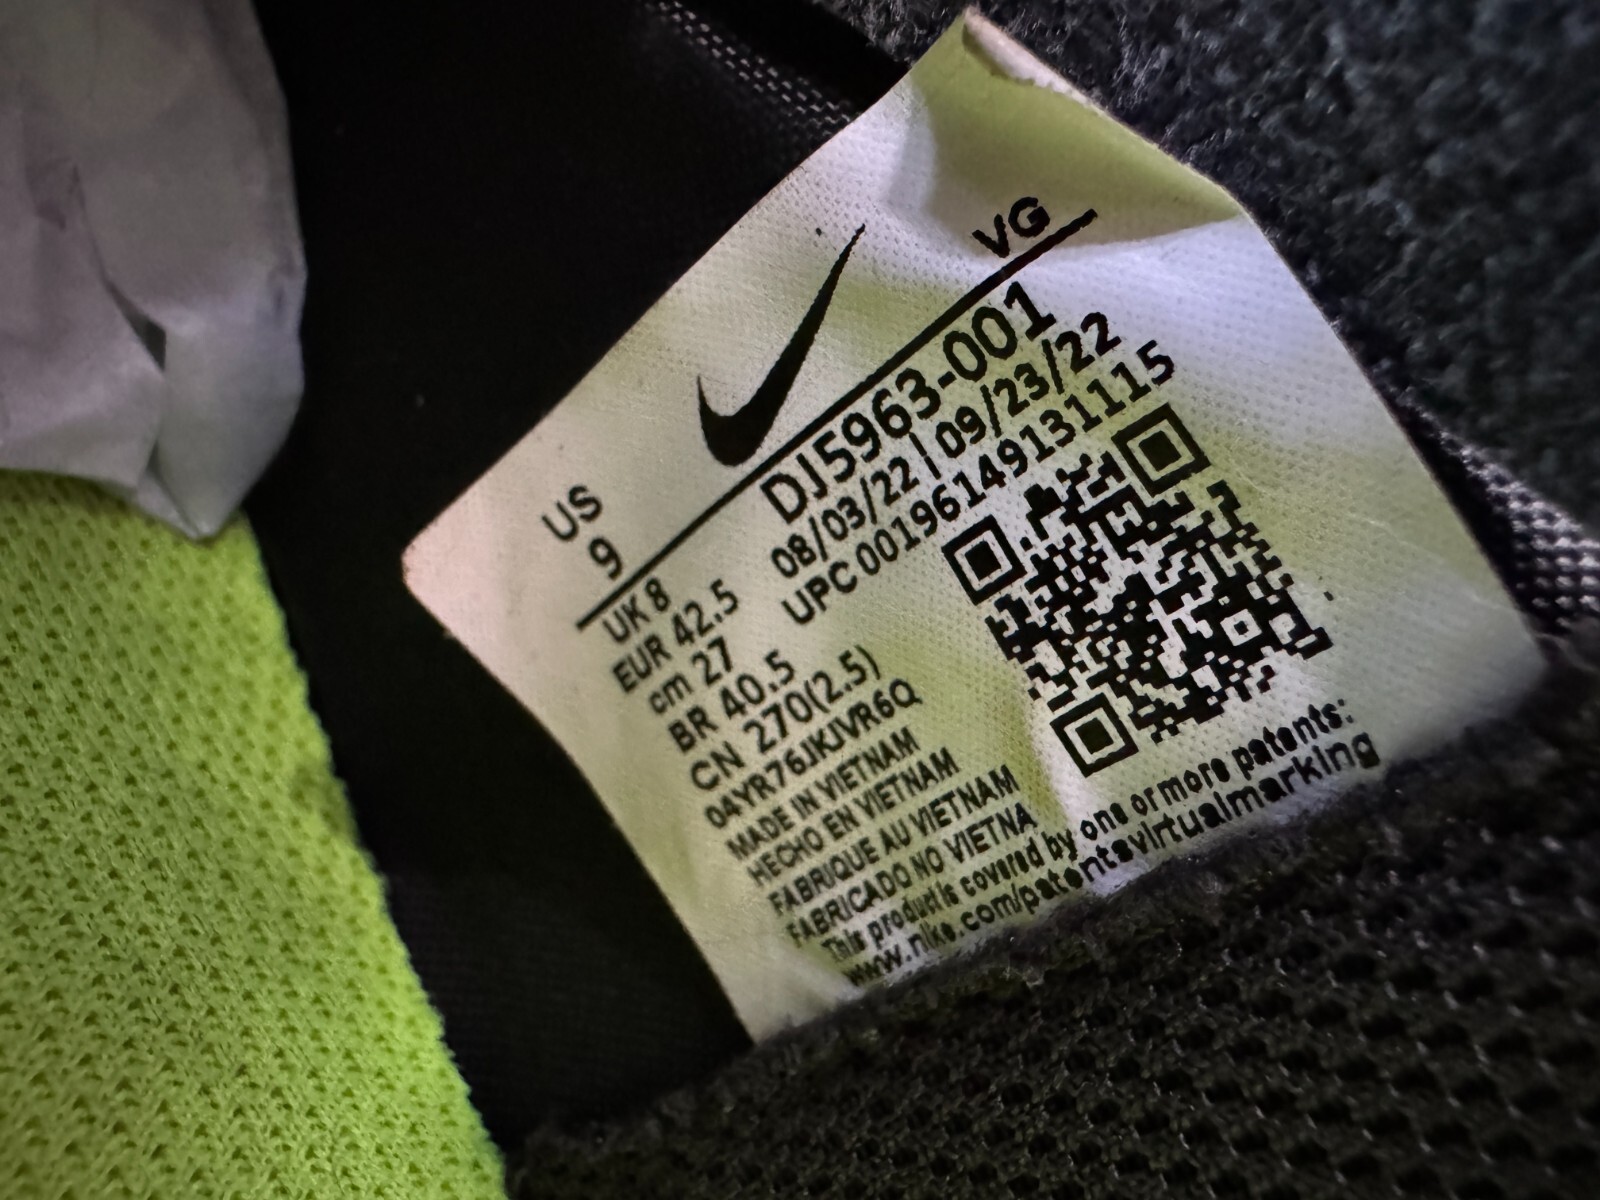 VG
US
9
DJ5963-001
08/03/22 | 09/23/22
UPC 00196149131115
UK 8
EUR 42.5
cm 27
BR 40.5
CN 270(2.5)
04YR76JKJVR6Q
MADE IN VIETNAM
HECHO EN VIETNAM
FABRIQUE AU VIETNAM
FABRICADO NO VIETNA
This product is covered by one or more patents:
www.nike.com/patentsvirtualmarking